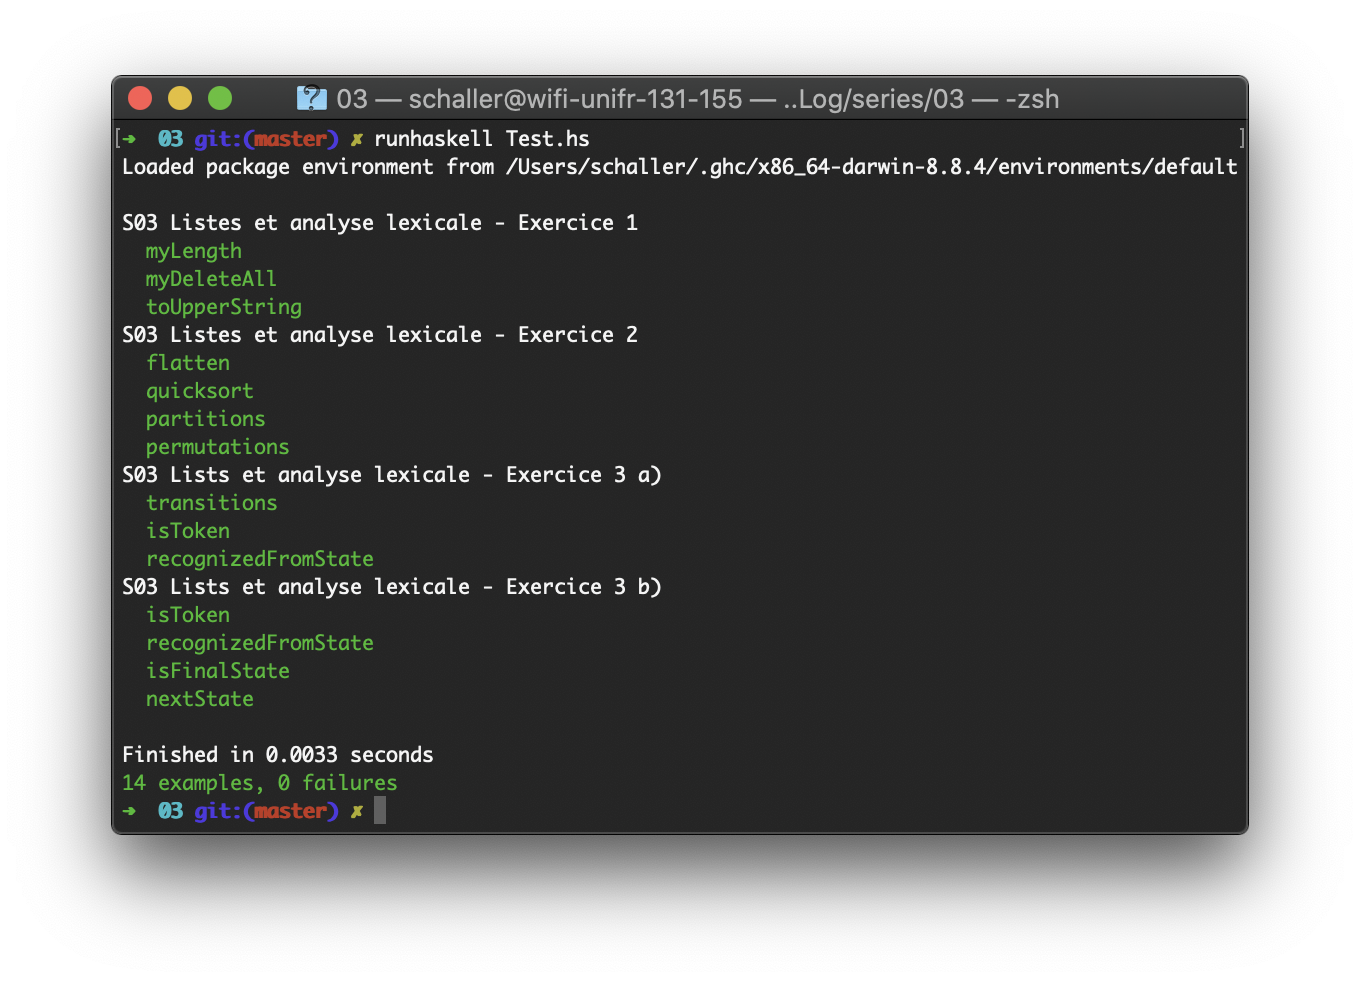 03 — schaller@wifi-unifr-131-155 — ..Log/series/03 — -zsh
[➜ 03 git:(master) ✗ runhaskell Test.hs ]
Loaded package environment from /Users/schaller/.ghc/x86_64-darwin-8.8.4/environments/default
S03 Listes et analyse lexicale - Exercice 1
myLength
myDeleteAll
toUpperString
S03 Listes et analyse lexicale - Exercice 2
flatten
quicksort
partitions
permutations
S03 Lists et analyse lexicale - Exercice 3 a)
transitions
isToken
recognizedFromState
S03 Lists et analyse lexicale - Exercice 3 b)
isToken
recognizedFromState
isFinalState
nextState
Finished in 0.0033 seconds
14 examples, 0 failures
➜ 03 git:(master) ✗